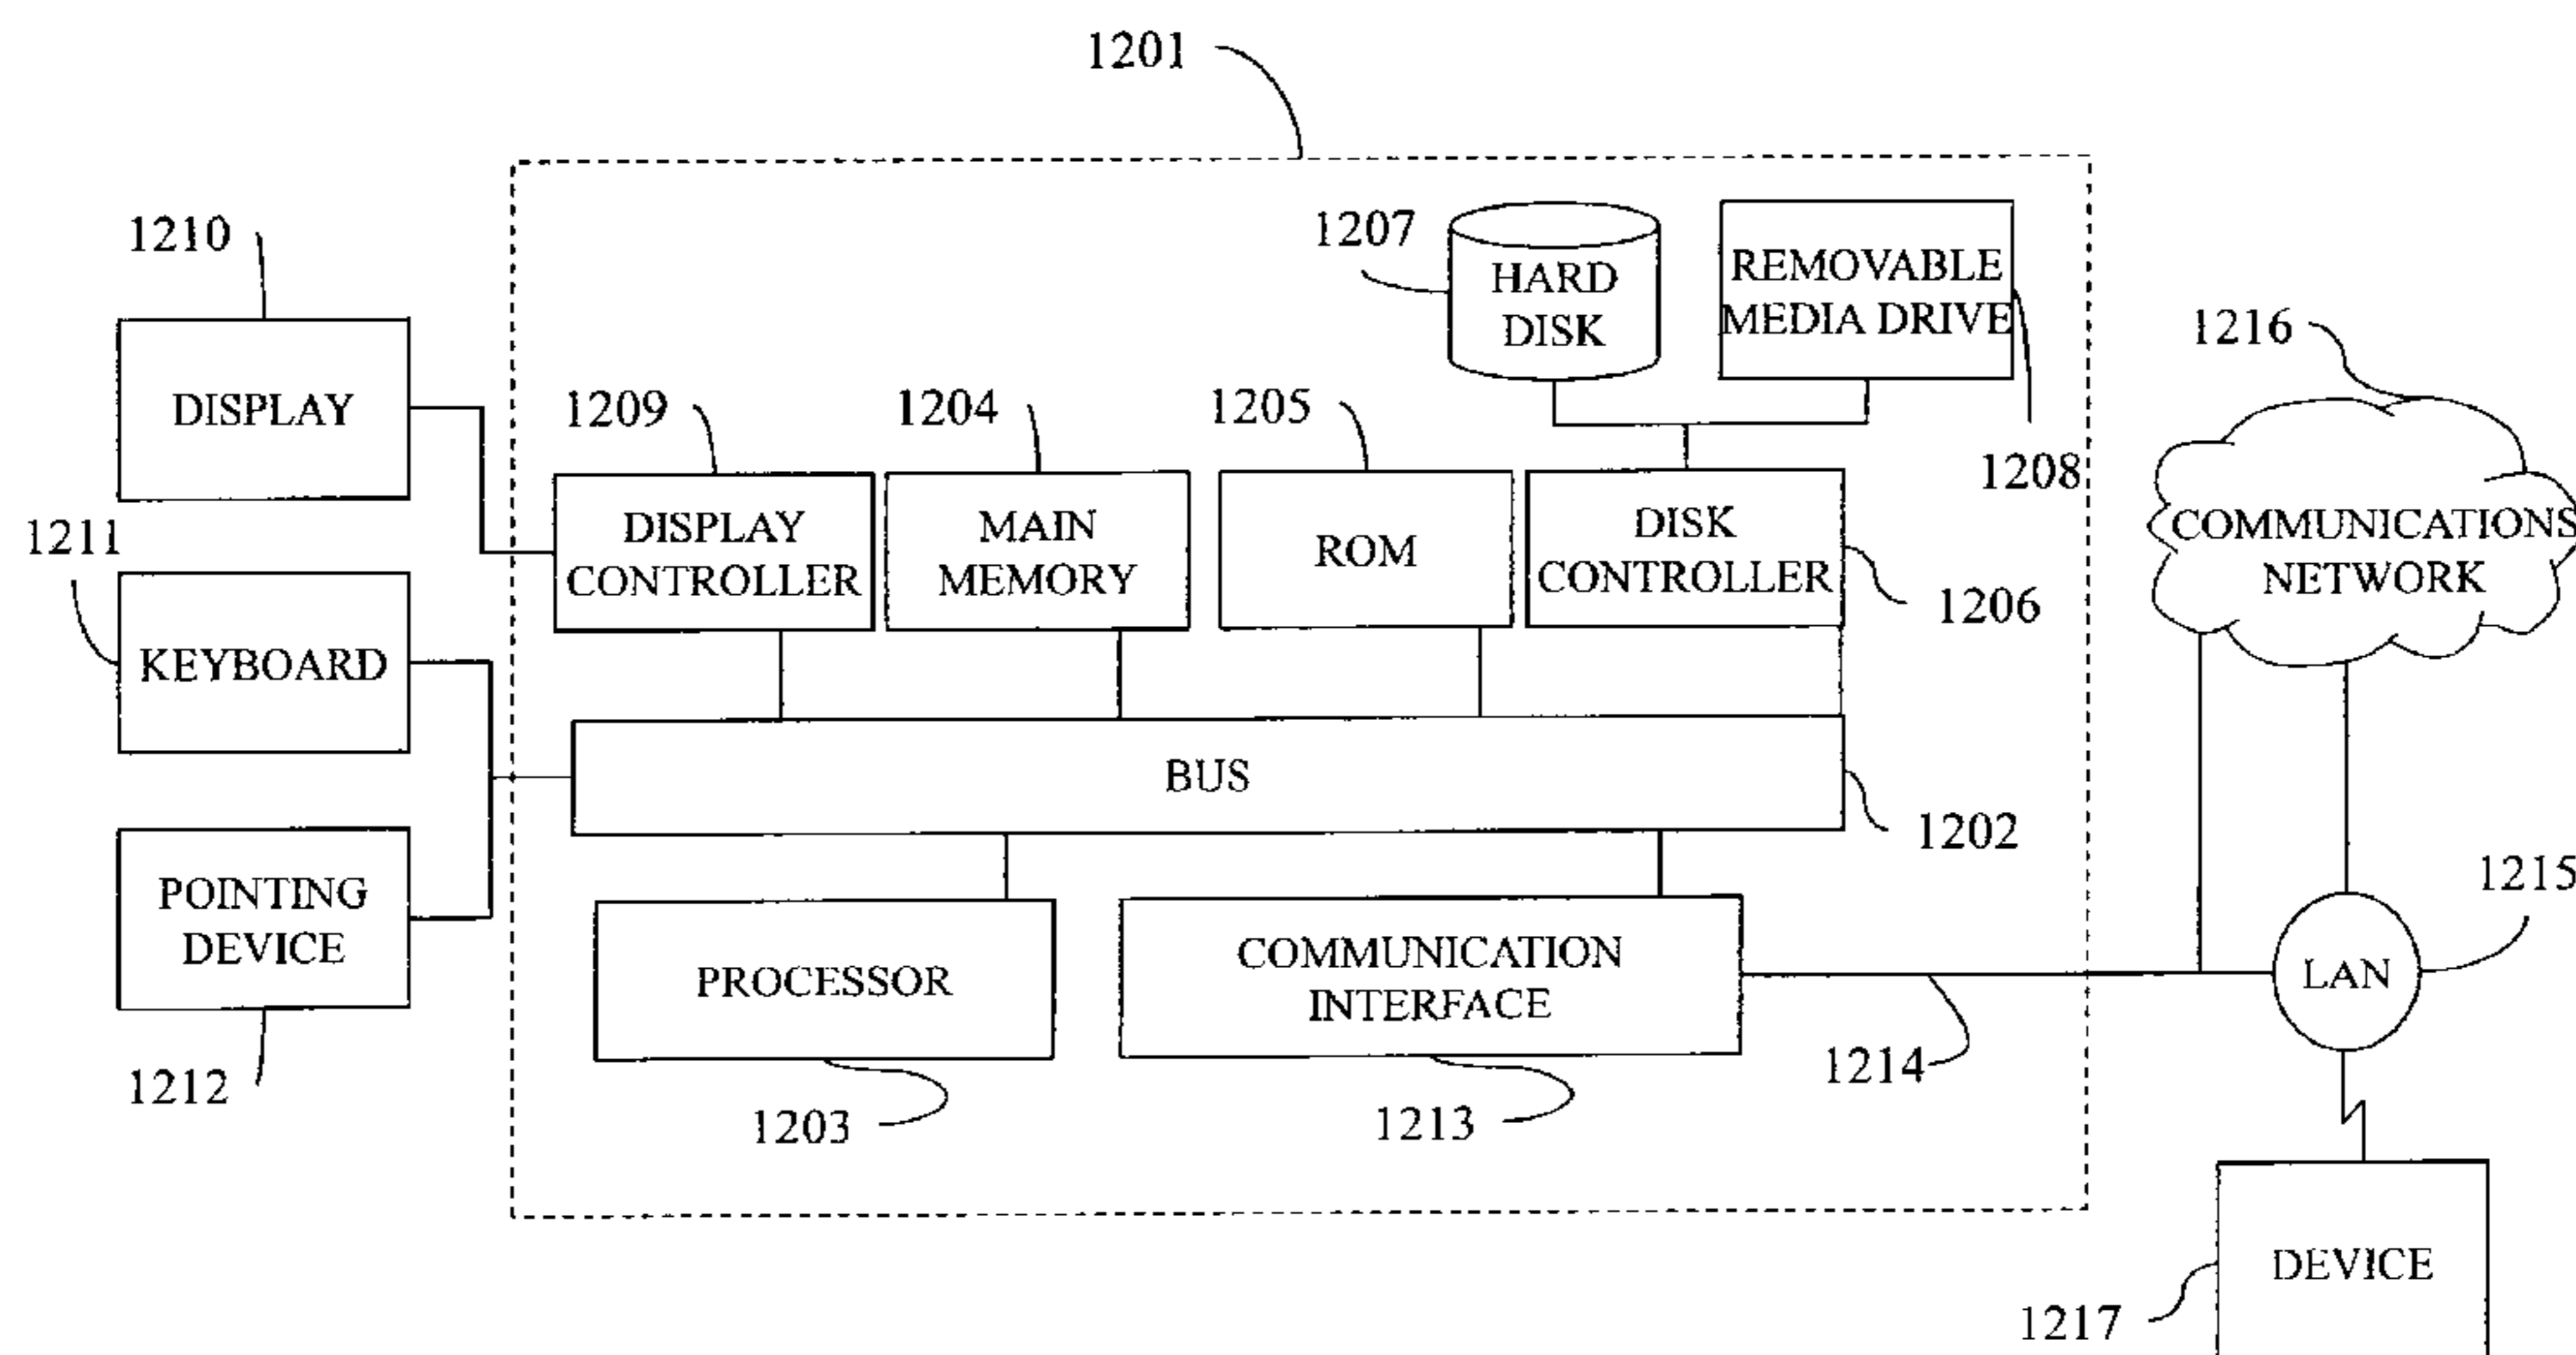 1201
1210
1207
HARD
DISK
REMOVABLE
MEDIA DRIVE
1216
DISPLAY
1209
1204
1205
1208
1211
DISPLAY
CONTROLLER
MAIN
MEMORY
ROM
DISK
CONTROLLER
1206
COMMUNICATIONS
NETWORK
KEYBOARD
BUS
1202
POINTING
DEVICE
PROCESSOR
COMMUNICATION
INTERFACE
1214
LAN
1215
1212
1203
1213
DEVICE
1217